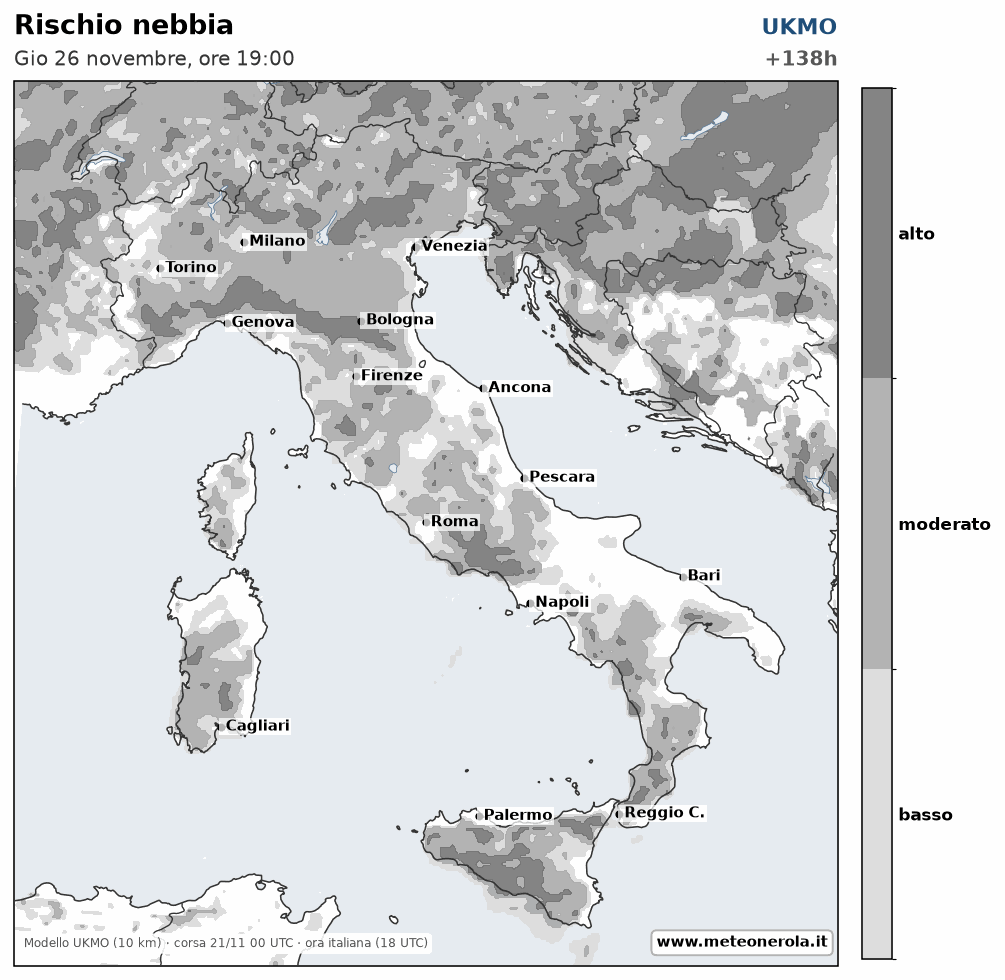 Rischio nebbia
UKMO
Gio 26 novembre, ore 19:00
+138h
alto
Milano
Venezia
Torino
Genova
Bologna
Firenze
Ancona
Pescara
Roma
moderato
Bari
Napoli
Cagliari
Palermo
Reggio C.
basso
Modello UKMO (10 km) · corsa 21/11 00 UTC · ora italiana (18 UTC)
www.meteonerola.it